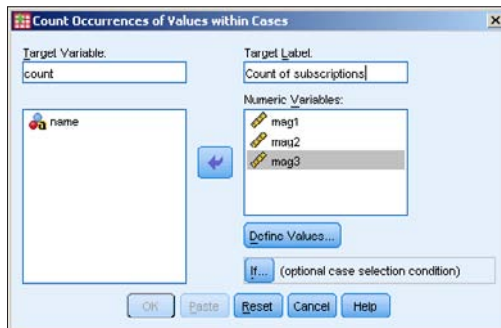 Count Occurrences of Values within Cases
Target Variable:
count
Target Label:
Count of subscriptions
name
Numeric Variables:
mag1
mag2
mag3
Define Values...
If... (optional case selection condition)
OK Paste Reset Cancel Help